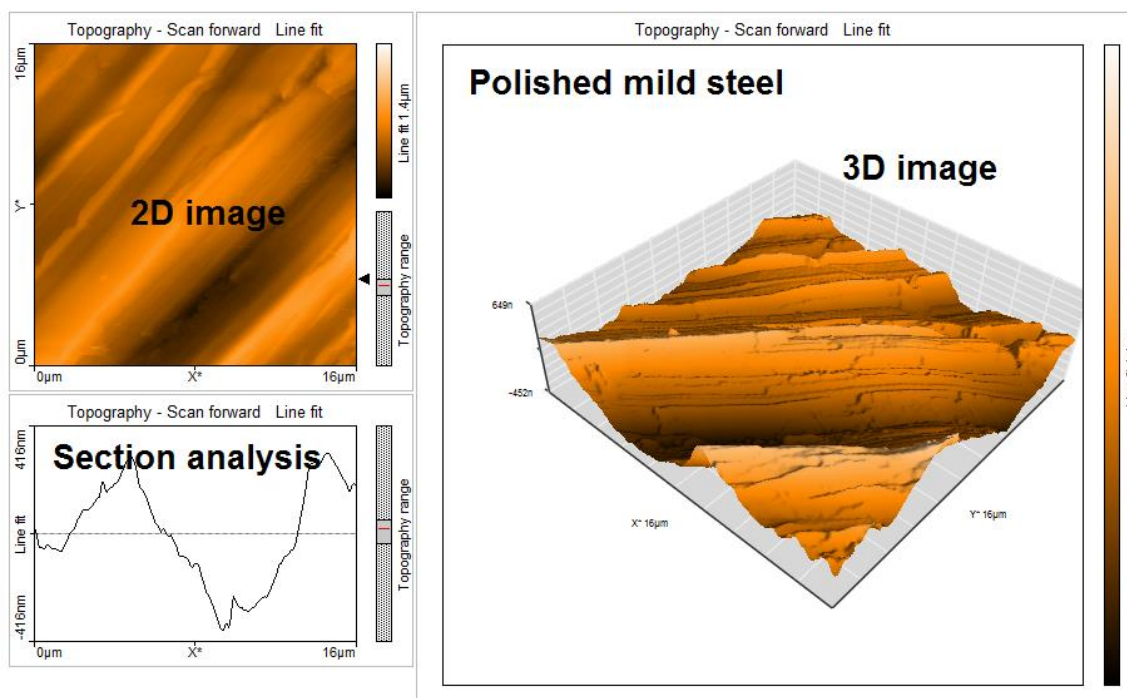 Topography - Scan forward Line fit
16µm
Y*
0µm
2D image
0µm X* 16µm
Line fit 1.4µm
Topography range
Topography - Scan forward Line fit
416nm
Line fit
-416nm
Section analysis
0µm X* 16µm
Topography range
Topography - Scan forward Line fit
Polished mild steel
3D image
649n
-452n
X* 16µm
Y* 16µm